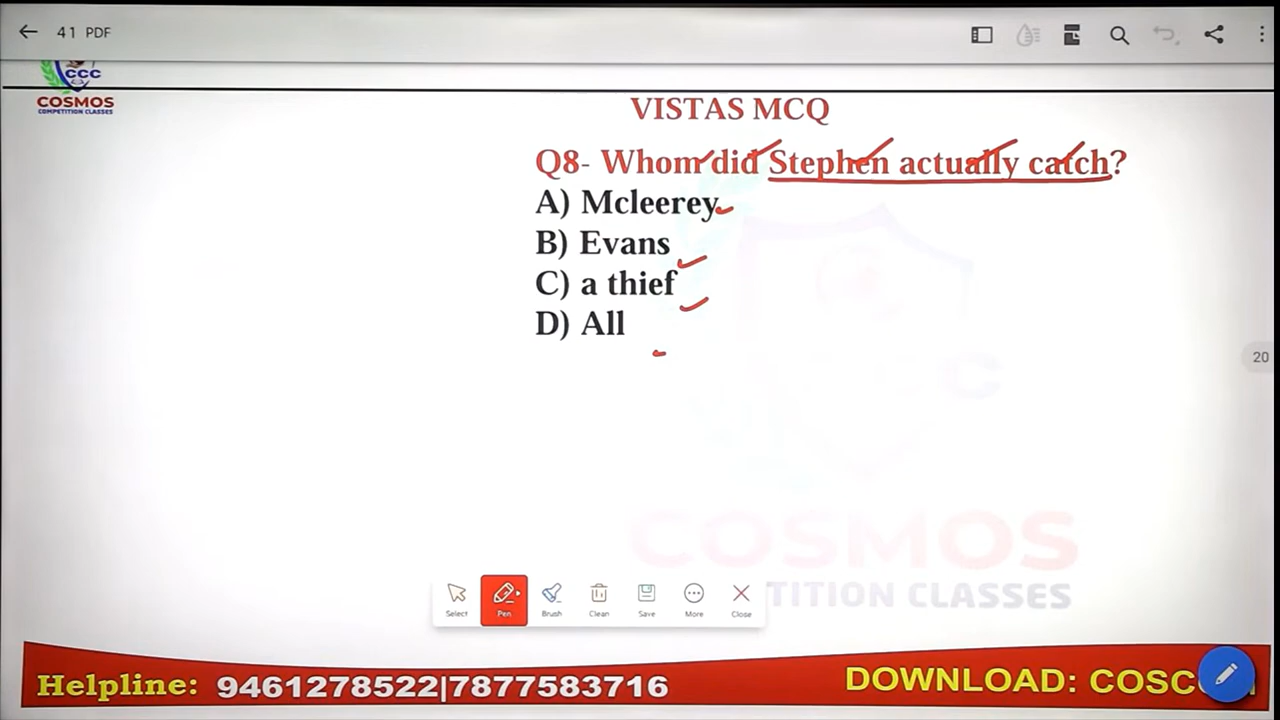 41 PDF
CCC
COSMOS
COMPETITION CLASSES
VISTAS MCQ
Q8- Whom did Stephen actually catch?
A) Mcleerey
B) Evans
C) a thief
D) All
20
COSMOS
TITION CLASSES
Select
Pen
Brush
Clean
Save
More
Close
Helpline: 9461278522|7877583716
DOWNLOAD: COSC